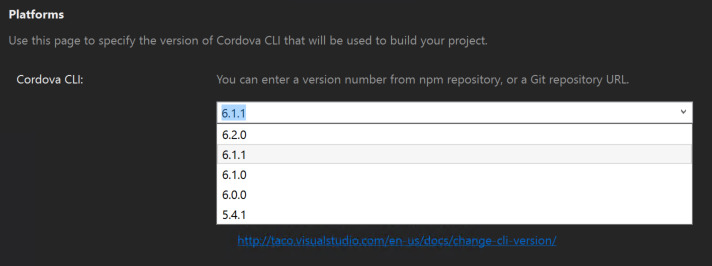 Platforms
Use this page to specify the version of Cordova CLI that will be used to build your project.
Cordova CLI: You can enter a version number from npm repository, or a Git repository URL.
6.1.1
6.2.0
6.1.1
6.1.0
6.0.0
5.4.1
http://taco.visualstudio.com/en-us/docs/change-cli-version/